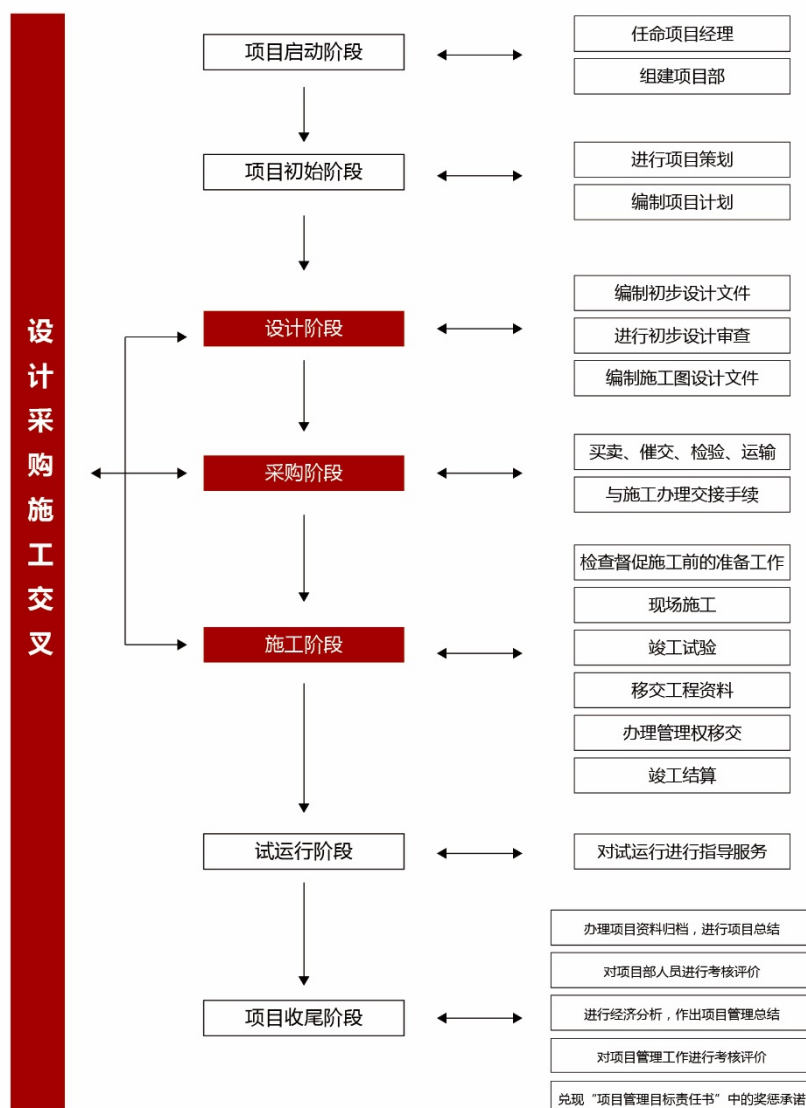 设计采购施工交叉
项目启动阶段
任命项目经理
组建项目部
项目初始阶段
进行项目策划
编制项目计划
设计阶段
编制初步设计文件
进行初步设计审查
编制施工图设计文件
采购阶段
买卖、催交、检验、运输
与施工办理交接手续
施工阶段
检查督促施工前的准备工作
现场施工
竣工试验
移交工程资料
办理管理权移交
竣工结算
试运行阶段
对试运行进行指导服务
项目收尾阶段
办理项目资料归档，进行项目总结
对项目部人员进行考核评价
进行经济分析，作出项目管理总结
对项目管理工作进行考核评价
兑现“项目管理目标责任书”中的奖惩承诺